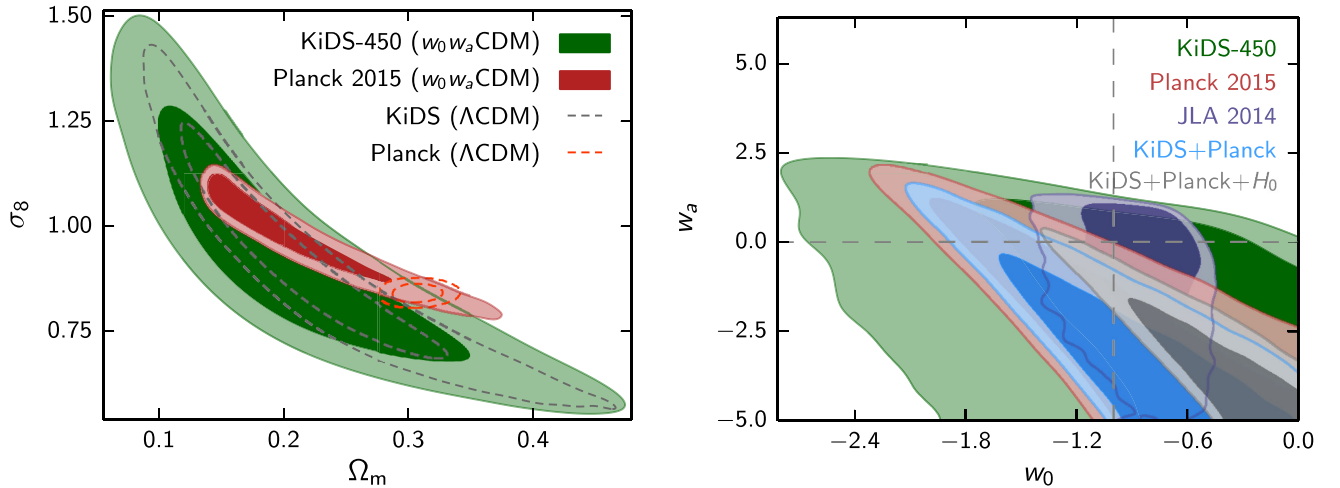 1.50
1.25
1.00
0.75
σ8
0.1
0.2
0.3
0.4
Ωm
KiDS-450 (w0waCDM)
Planck 2015 (w0waCDM)
KiDS (ΛCDM)
Planck (ΛCDM)
5.0
2.5
0.0
−2.5
−5.0
wa
−2.4
−1.8
−1.2
−0.6
0.0
w0
KiDS-450
Planck 2015
JLA 2014
KiDS+Planck
KiDS+Planck+H0